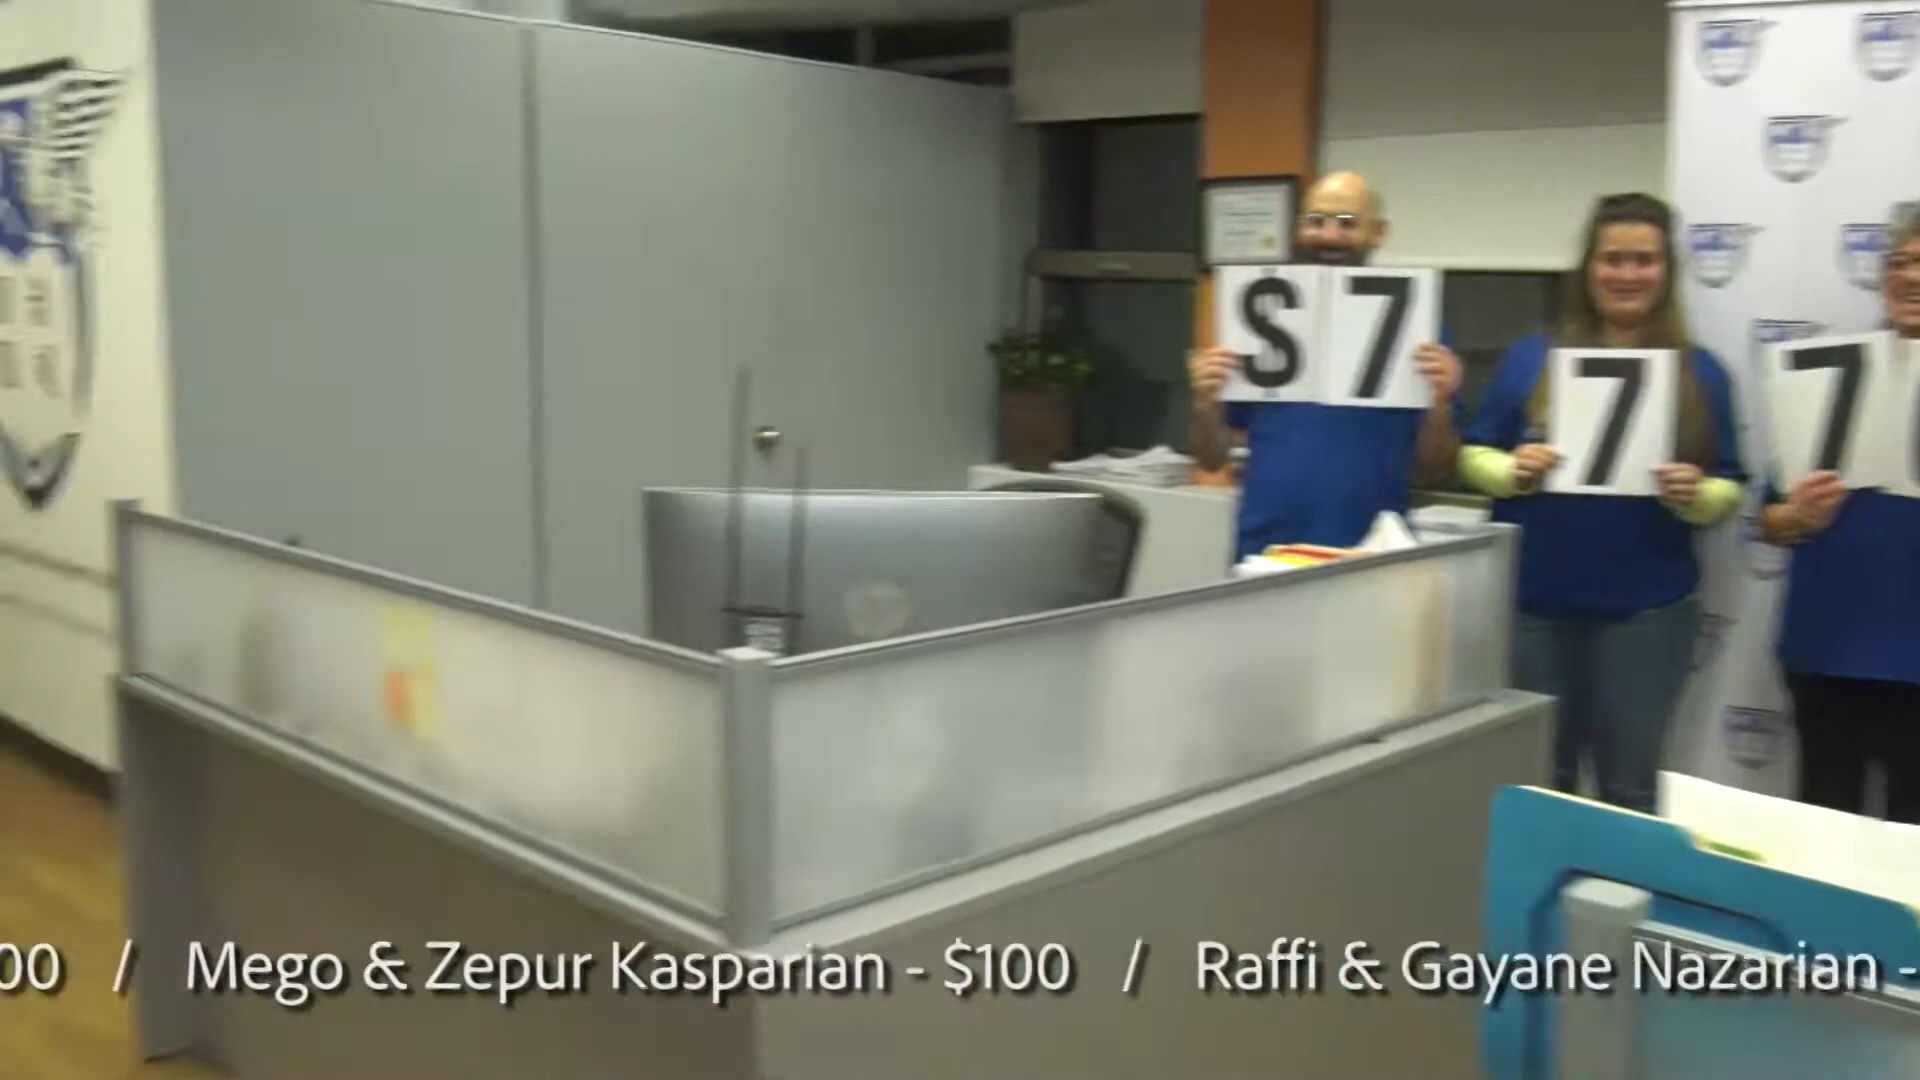 $7
7
7
00 / Mego & Zepur Kasparian - $100 / Raffi & Gayane Nazarian -